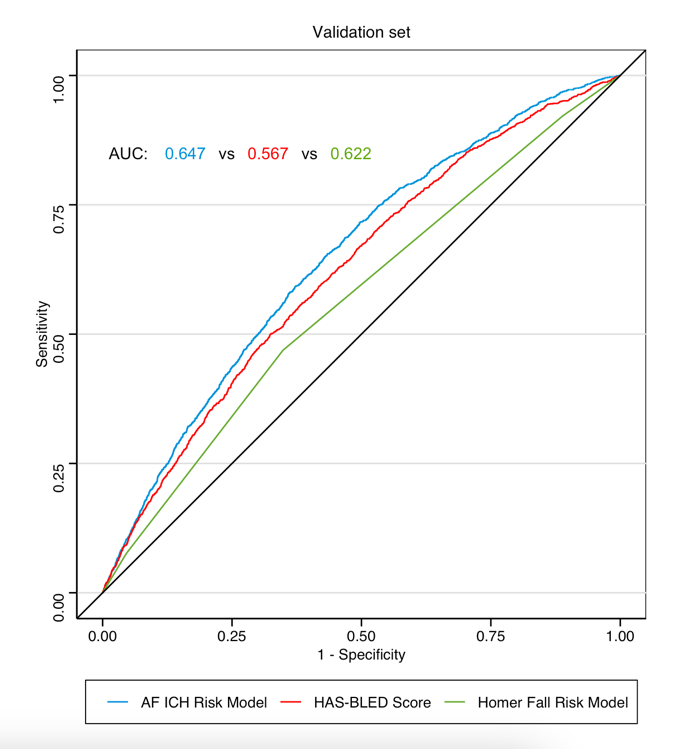 Validation set
AUC: 0.647 vs 0.567 vs 0.622
1.00
0.75
0.50
0.25
0.00
Sensitivity
0.00 0.25 0.50 0.75 1.00
1 - Specificity
AF ICH Risk Model HAS-BLED Score Homer Fall Risk Model